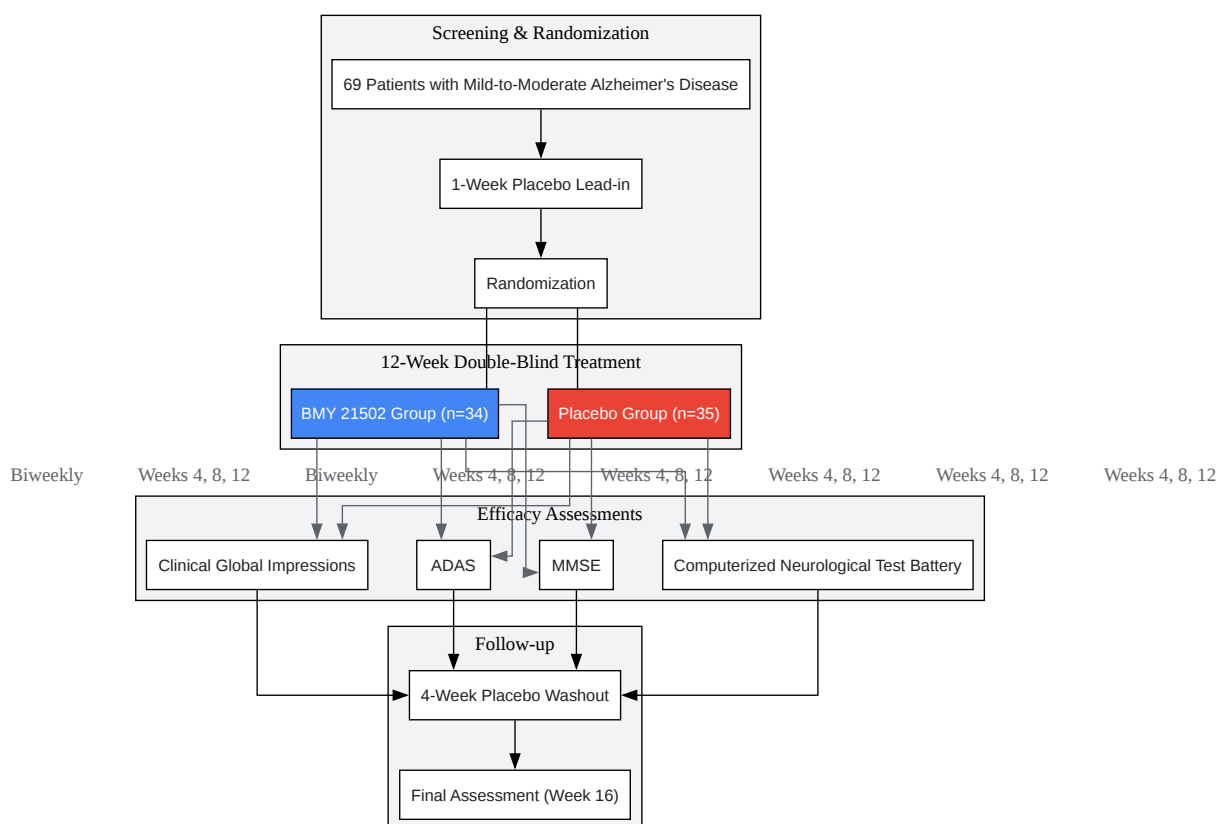 Screening & Randomization
69 Patients with Mild-to-Moderate Alzheimer's Disease
1-Week Placebo Lead-in
Randomization
12-Week Double-Blind Treatment
BMY 21502 Group (n=34)
Placebo Group (n=35)
Biweekly
Weeks 4, 8, 12
Biweekly
Weeks 4, 8, 12
Weeks 4, 8, 12
Weeks 4, 8, 12
Weeks 4, 8, 12
Weeks 4, 8, 12
Efficacy Assessments
Clinical Global Impressions
ADAS
MMSE
Computerized Neurological Test Battery
Follow-up
4-Week Placebo Washout
Final Assessment (Week 16)